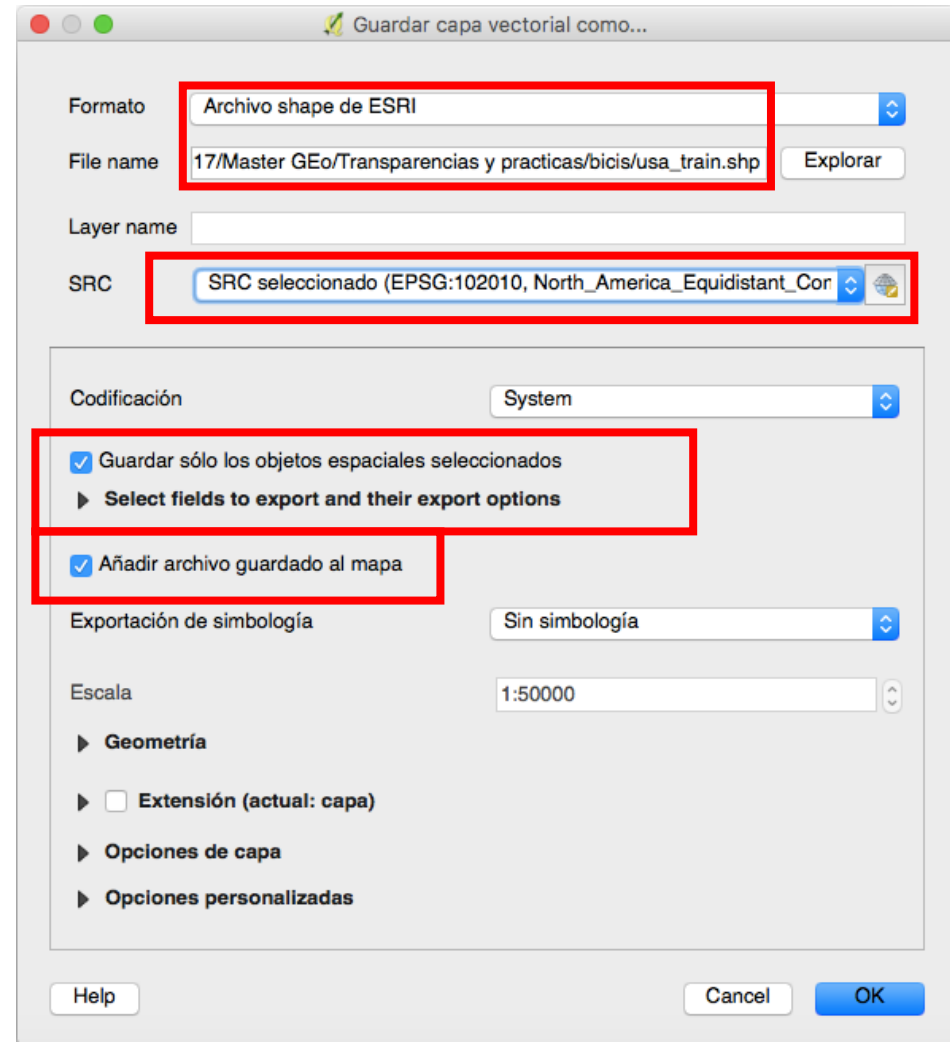 Guardar capa vectorial como...
Formato Archivo shape de ESRI
File name 17/Master GEo/Transparencias y practicas/bicis/usa_train.shp Explorar
Layer name
SRC SRC seleccionado (EPSG:102010, North_America_Equidistant_Con
Codificación System
Guardar sólo los objetos espaciales seleccionados
Select fields to export and their export options
Añadir archivo guardado al mapa
Exportación de simbología Sin simbología
Escala 1:50000
Geometría
Extensión (actual: capa)
Opciones de capa
Opciones personalizadas
Help Cancel OK